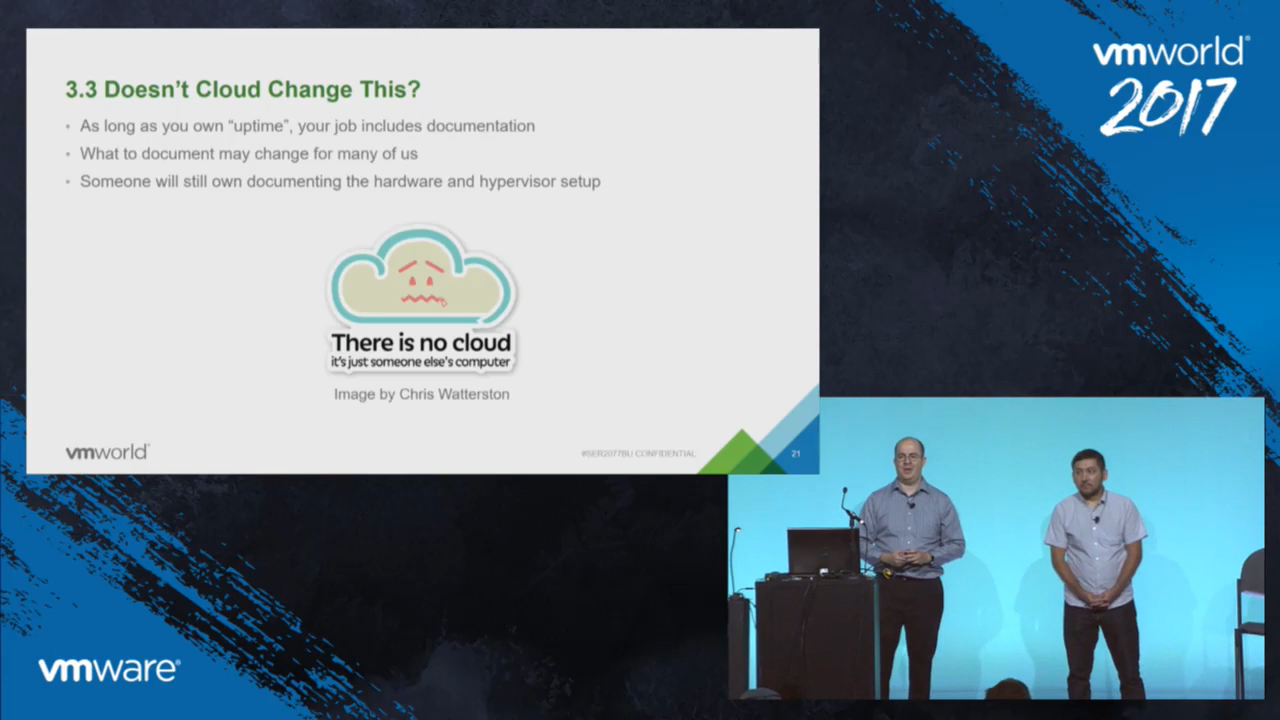 3.3 Doesn’t Cloud Change This?
• As long as you own “uptime”, your job includes documentation
• What to document may change for many of us
• Someone will still own documenting the hardware and hypervisor setup
There is no cloud
it's just someone else's computer
Image by Chris Watterston
vmworld
#SER2077BU CONFIDENTIAL
21
vmworld®
2017
vmware®